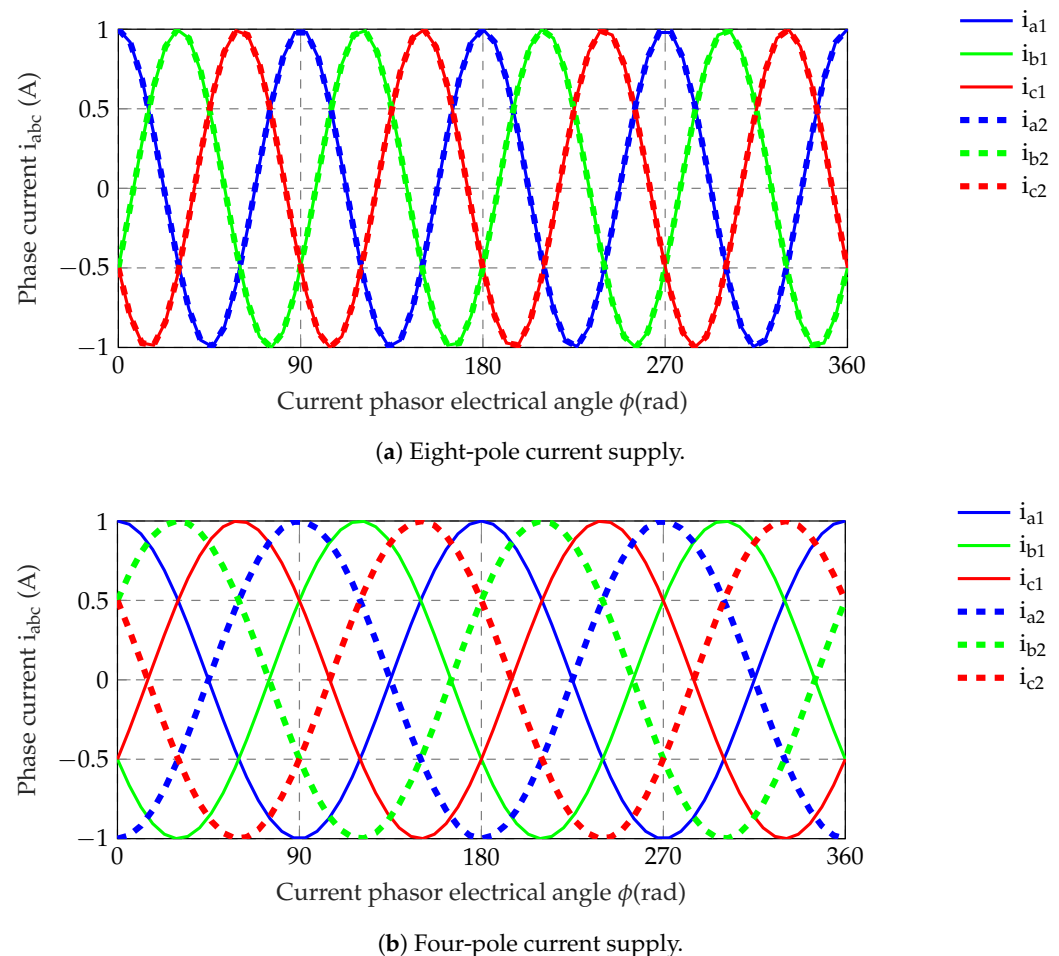 1
0.5
0
−0.5
−1
0
90
180
270
360
Phase current i_abc (A)
Current phasor electrical angle ϕ(rad)
i_a1
i_b1
i_c1
i_a2
i_b2
i_c2
(a) Eight-pole current supply.
1
0.5
0
−0.5
−1
0
90
180
270
360
Phase current i_abc (A)
Current phasor electrical angle ϕ(rad)
i_a1
i_b1
i_c1
i_a2
i_b2
i_c2
(b) Four-pole current supply.